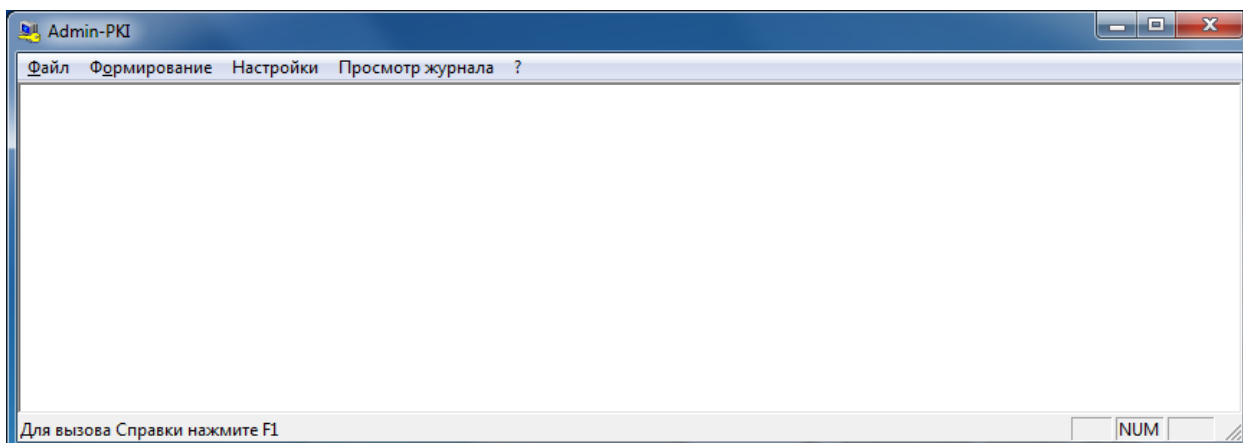 Admin-PKI
Файл Формирование Настройки Просмотр журнала ?
Для вызова Справки нажмите F1 NUM